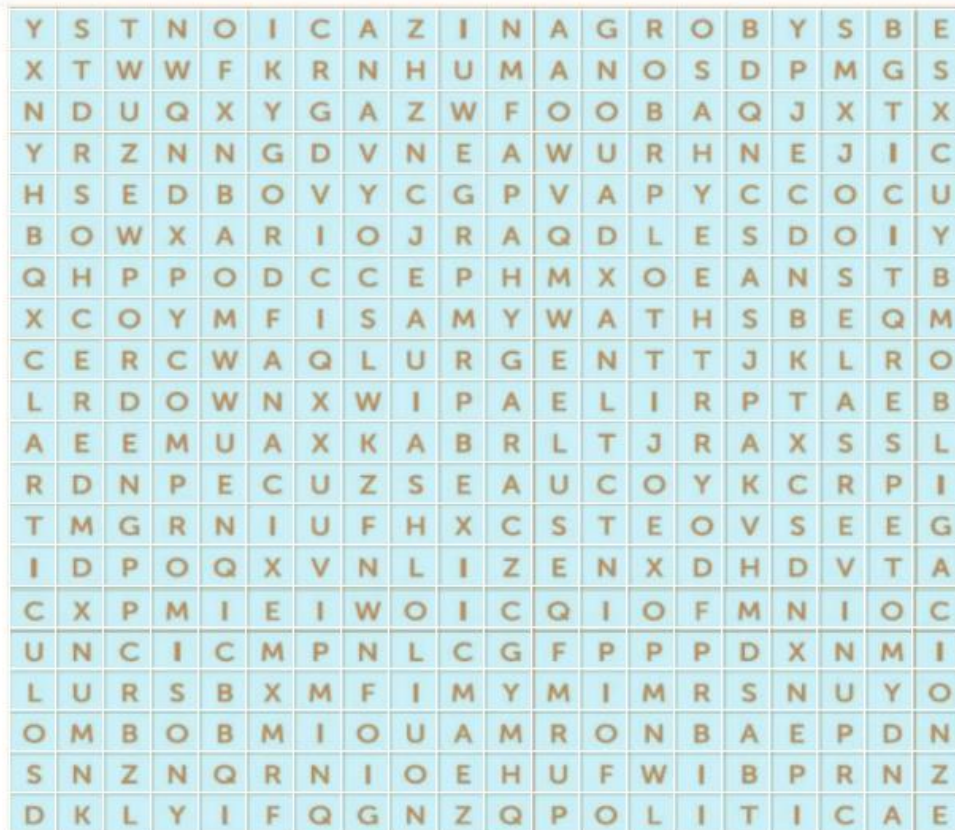 Y S T N O I C A Z I N A G R O B Y S B E
X T W W F K R N H U M A N O S D P M G S
N D U Q X Y G A Z W F O O B A Q J X T X
Y R Z N N G D V N E A W U R H N E J I C
H S E D B O V Y C G P V A P Y C C O C U
B O W X A R I O J R A Q D L E S D O I Y
Q H P P O D C C E P H M X O E A N S T B
X C O Y M F I S A M Y W A T H S B E Q M
C E R C W A Q L U R G E N T T J K L R O
L R D O W N X W I P A E L I R P T A E B
A E E M U A X K A B R L T J R A X S S L
R D N P E C U Z S E A U C O Y K C R P I
T M G R N I U F H X C S T E O V S E E G
I D P O Q X V N L I Z E N X D H D V T A
C X P M I E I W O I C Q I O F M N I O C
U N C I C M P N L C G F P P P D X N M I
L U R S B X M F I M Y M I M R S N U Y O
O M B O B M I O U A M R O N B A E P D N
S N Z N Q R N I O E H U F W I B P R N Z
D K L Y I F Q G N Z Q P O L I T I C A E